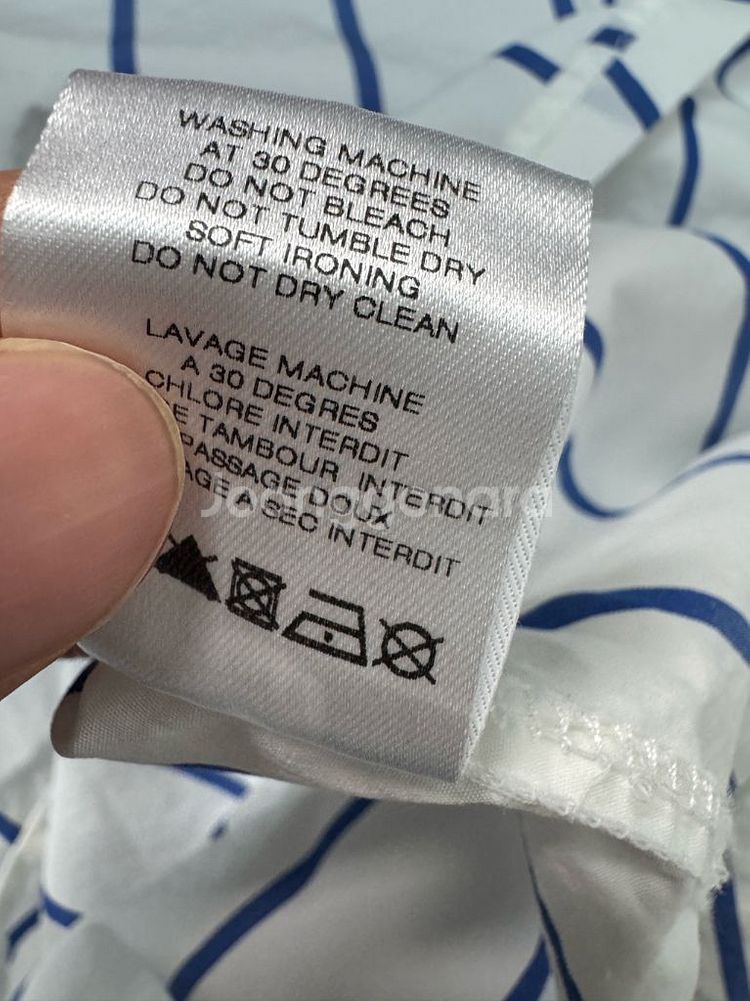 WASHING MACHINE
AT 30 DEGREES
DO NOT BLEACH
DO NOT TUMBLE DRY
SOFT IRONING
DO NOT DRY CLEAN
LAVAGE MACHINE
A 30 DEGRES
CHLORE INTERDIT
TAMBOUR INTERDIT
DOUX
A SEC INTERDIT
Joongguonara